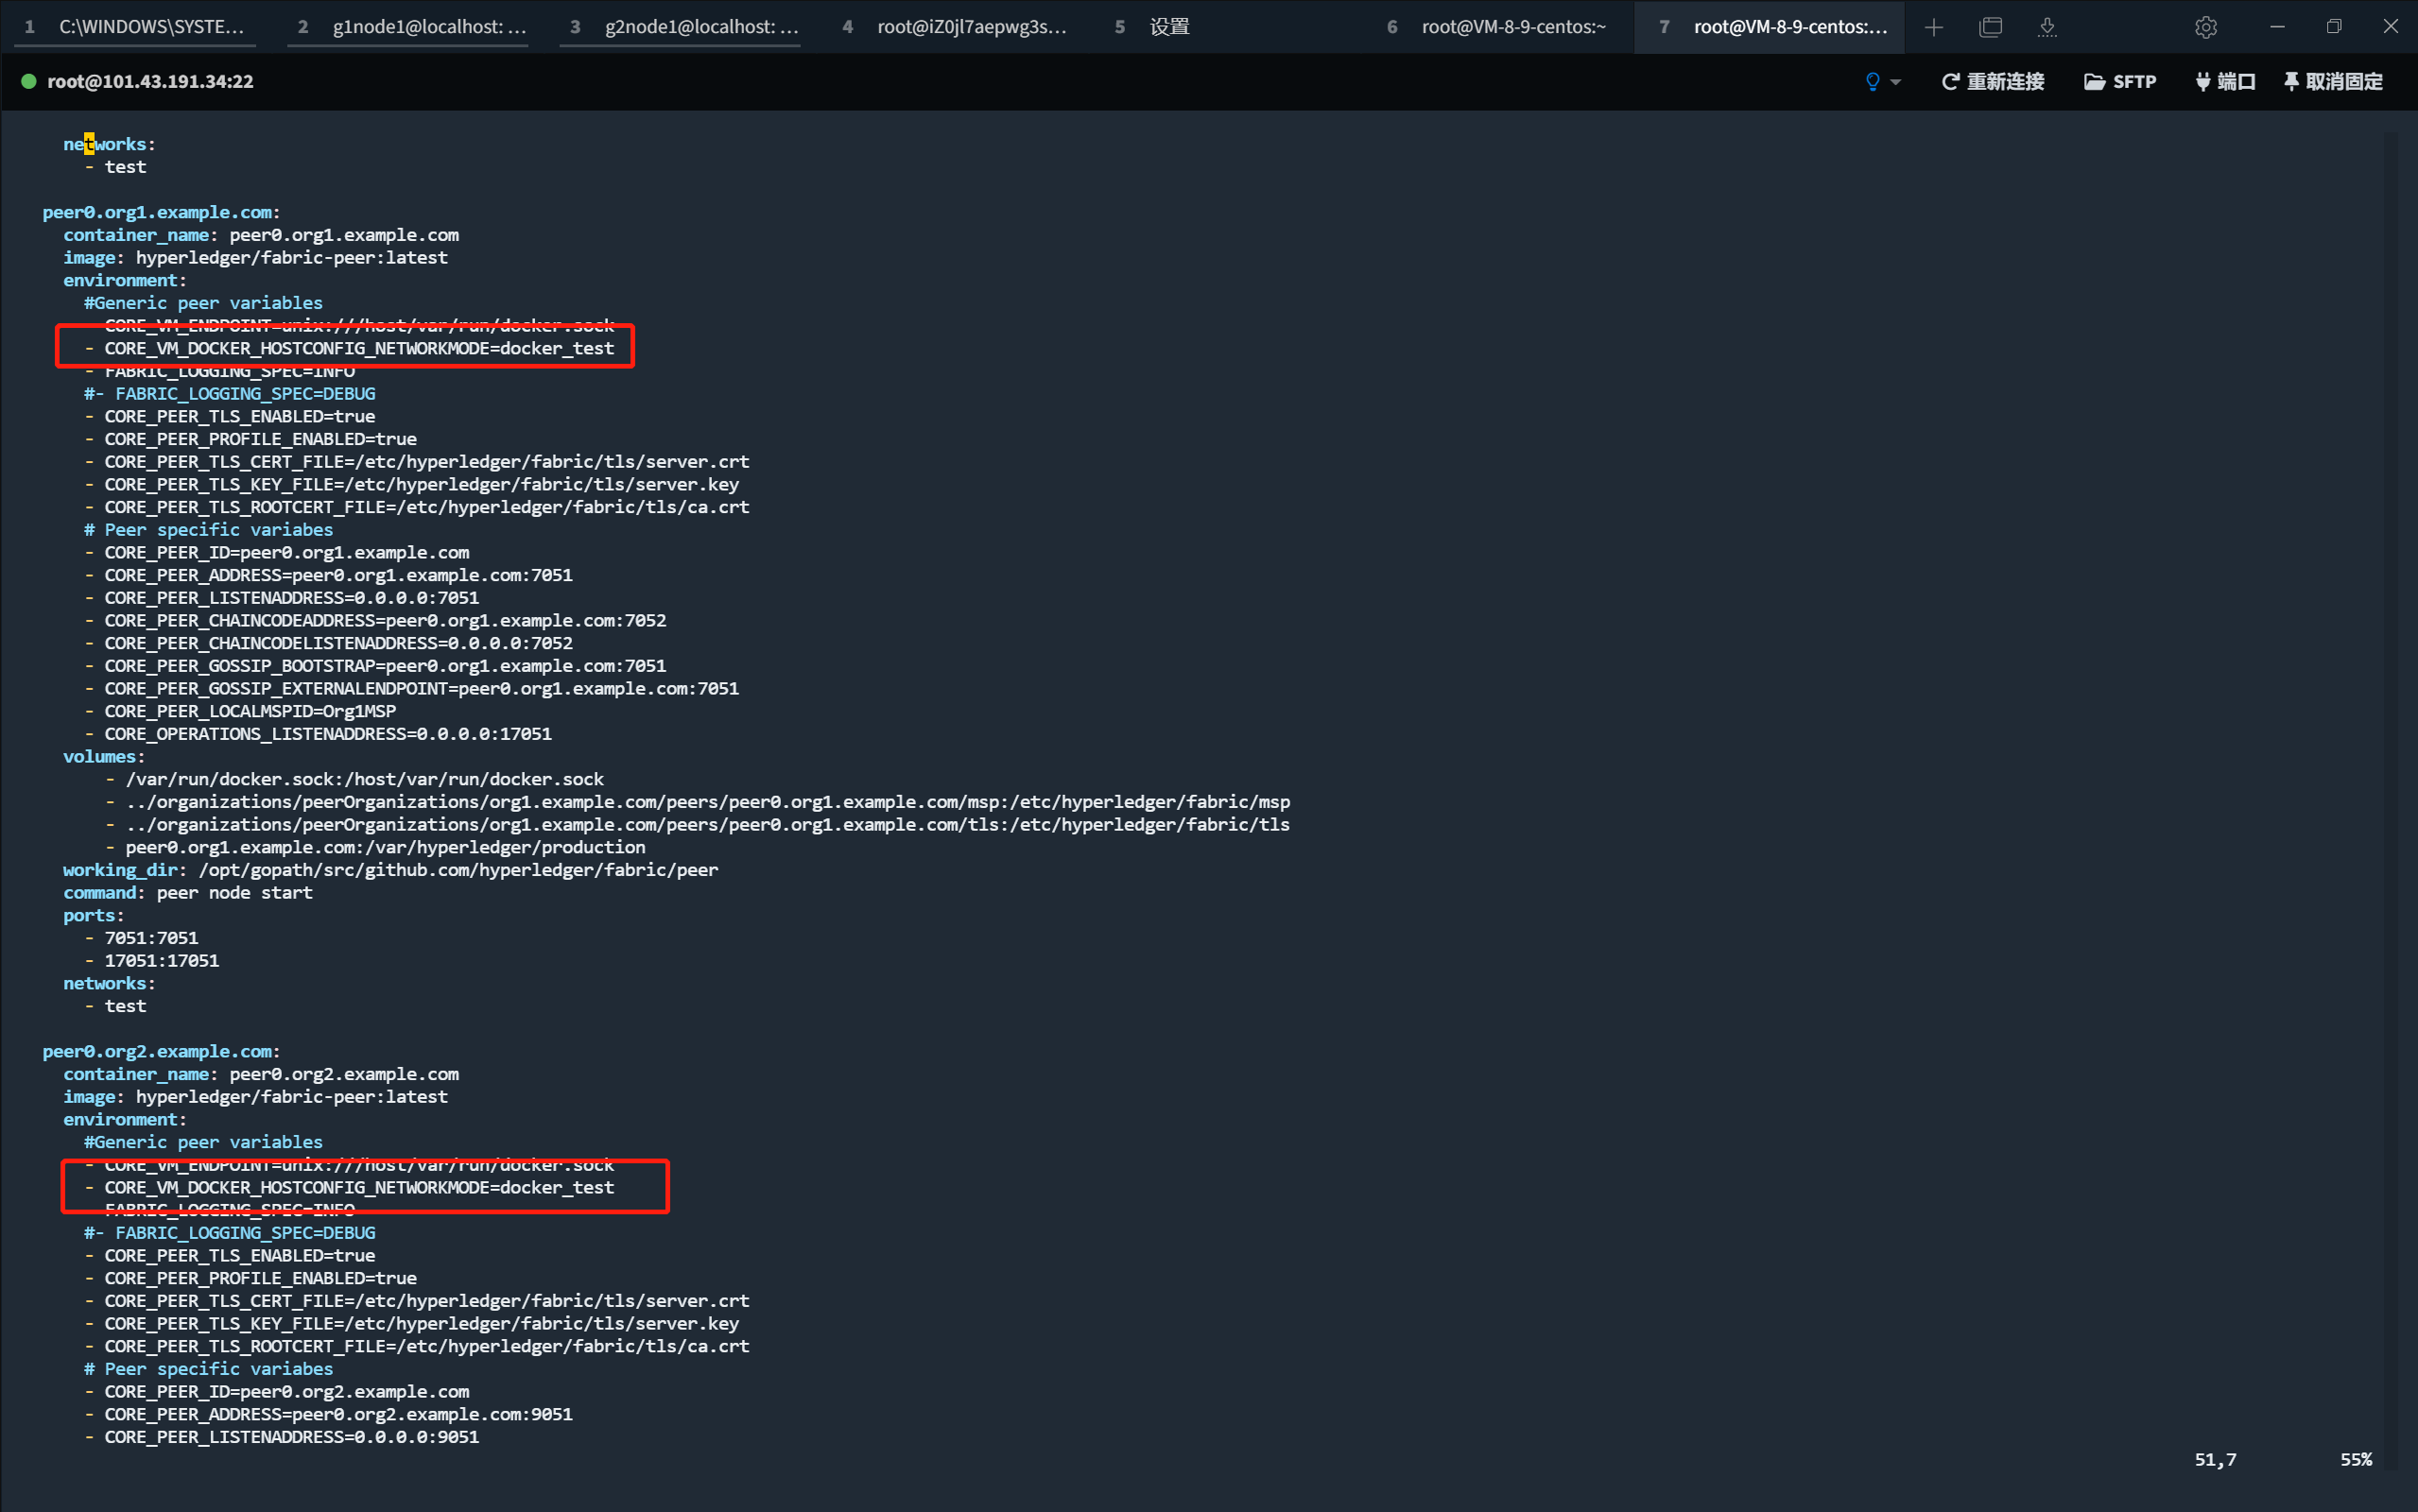 1 C:\WINDOWS\SYSTE... 2 g1node1@localhost: ... 3 g2node1@localhost: ... 4 root@iZ0jl7aepwg3s... 5 设置 6 root@VM-8-9-centos:~ 7 root@VM-8-9-centos:...
root@101.43.191.34:22 重新连接 SFTP 端口 取消固定
networks:
- test
peer0.org1.example.com:
container_name: peer0.org1.example.com
image: hyperledger/fabric-peer:latest
environment:
#Generic peer variables
- CORE_VM_ENDPOINT=unix:///host/var/run/docker.sock
- CORE_VM_DOCKER_HOSTCONFIG_NETWORKMODE=docker_test
- FABRIC_LOGGING_SPEC=INFO
#- FABRIC_LOGGING_SPEC=DEBUG
- CORE_PEER_TLS_ENABLED=true
- CORE_PEER_PROFILE_ENABLED=true
- CORE_PEER_TLS_CERT_FILE=/etc/hyperledger/fabric/tls/server.crt
- CORE_PEER_TLS_KEY_FILE=/etc/hyperledger/fabric/tls/server.key
- CORE_PEER_TLS_ROOTCERT_FILE=/etc/hyperledger/fabric/tls/ca.crt
# Peer specific variabes
- CORE_PEER_ID=peer0.org1.example.com
- CORE_PEER_ADDRESS=peer0.org1.example.com:7051
- CORE_PEER_LISTENADDRESS=0.0.0.0:7051
- CORE_PEER_CHAINCODEADDRESS=peer0.org1.example.com:7052
- CORE_PEER_CHAINCODELISTENADDRESS=0.0.0.0:7052
- CORE_PEER_GOSSIP_BOOTSTRAP=peer0.org1.example.com:7051
- CORE_PEER_GOSSIP_EXTERNALENDPOINT=peer0.org1.example.com:7051
- CORE_PEER_LOCALMSPID=Org1MSP
- CORE_OPERATIONS_LISTENADDRESS=0.0.0.0:17051
volumes:
- /var/run/docker.sock:/host/var/run/docker.sock
- ../organizations/peerOrganizations/org1.example.com/peers/peer0.org1.example.com/msp:/etc/hyperledger/fabric/msp
- ../organizations/peerOrganizations/org1.example.com/peers/peer0.org1.example.com/tls:/etc/hyperledger/fabric/tls
- peer0.org1.example.com:/var/hyperledger/production
working_dir: /opt/gopath/src/github.com/hyperledger/fabric/peer
command: peer node start
ports:
- 7051:7051
- 17051:17051
networks:
- test
peer0.org2.example.com:
container_name: peer0.org2.example.com
image: hyperledger/fabric-peer:latest
environment:
#Generic peer variables
- CORE_VM_ENDPOINT=unix:///host/var/run/docker.sock
- CORE_VM_DOCKER_HOSTCONFIG_NETWORKMODE=docker_test
- FABRIC_LOGGING_SPEC=INFO
#- FABRIC_LOGGING_SPEC=DEBUG
- CORE_PEER_TLS_ENABLED=true
- CORE_PEER_PROFILE_ENABLED=true
- CORE_PEER_TLS_CERT_FILE=/etc/hyperledger/fabric/tls/server.crt
- CORE_PEER_TLS_KEY_FILE=/etc/hyperledger/fabric/tls/server.key
- CORE_PEER_TLS_ROOTCERT_FILE=/etc/hyperledger/fabric/tls/ca.crt
# Peer specific variabes
- CORE_PEER_ID=peer0.org2.example.com
- CORE_PEER_ADDRESS=peer0.org2.example.com:9051
- CORE_PEER_LISTENADDRESS=0.0.0.0:9051
51,7 55%